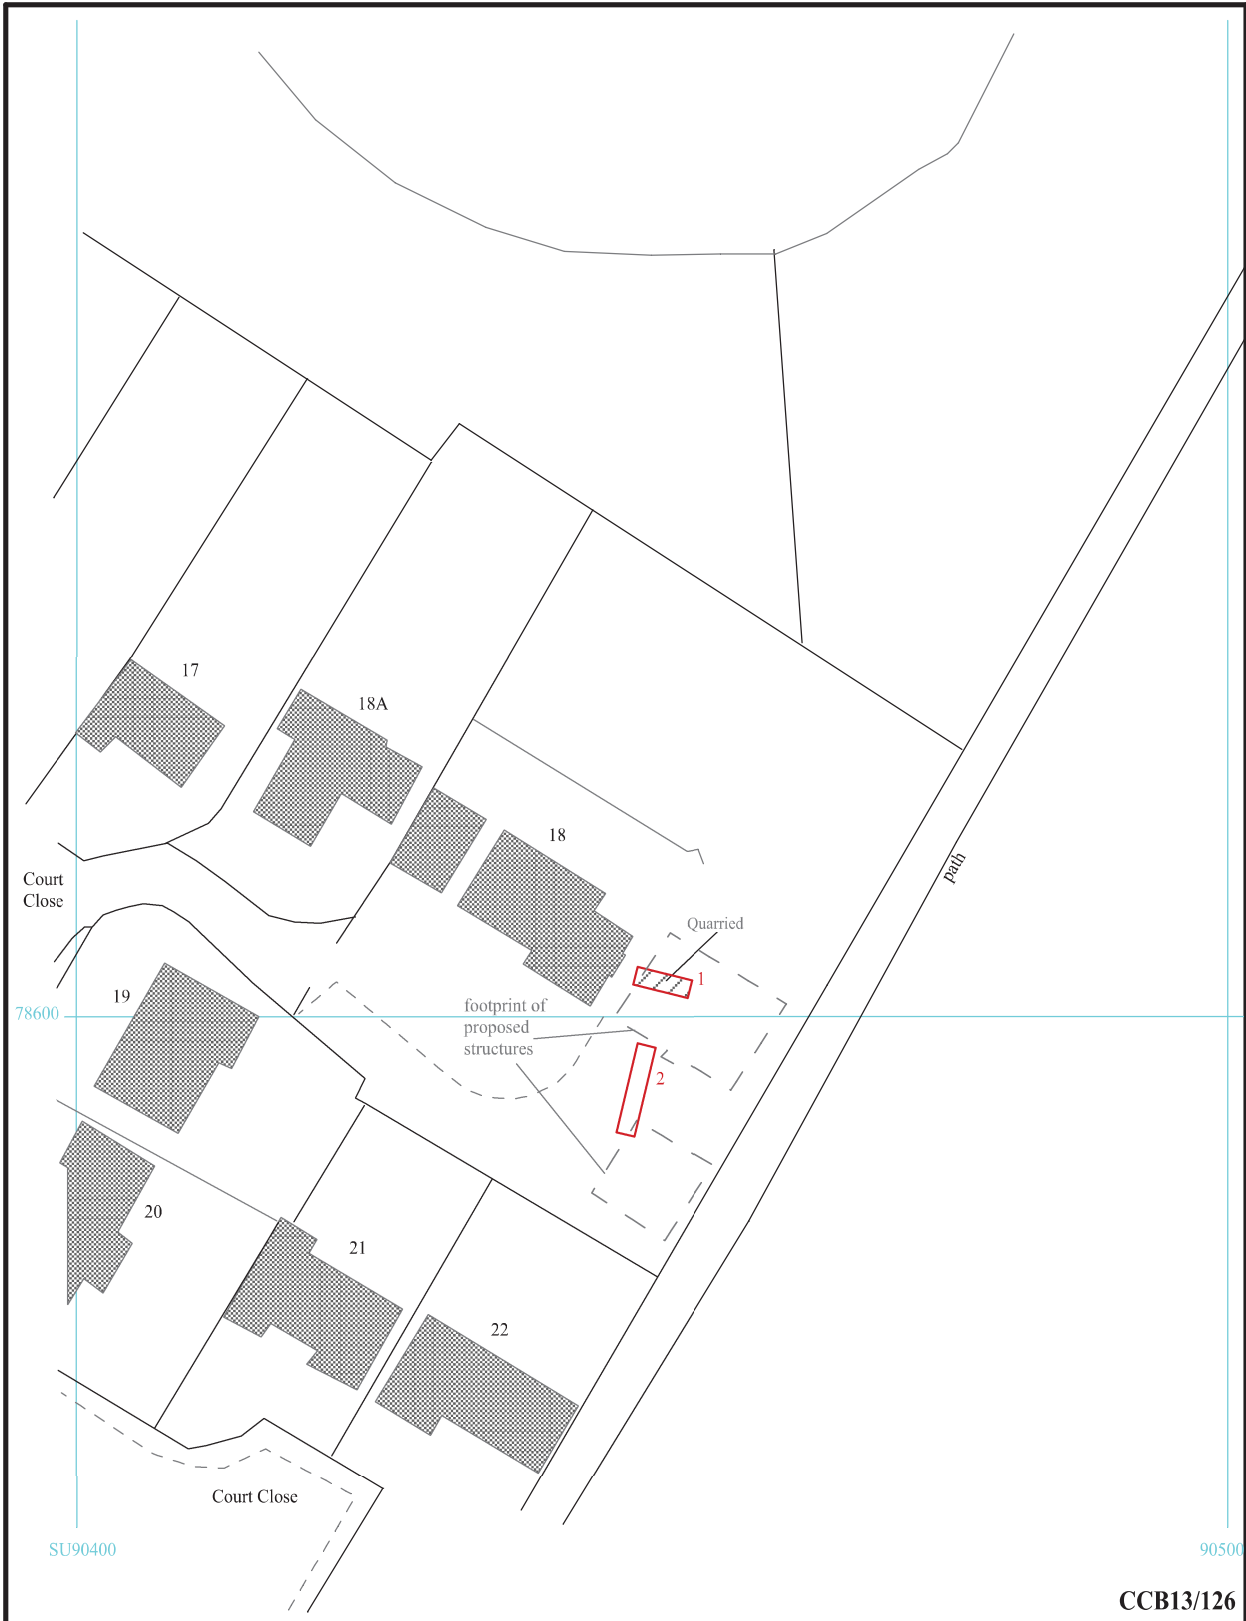 17
18A
18
Court
Close
path
Quarried
1
19
footprint of
proposed
structures
78600
2
20
21
22
Court Close
SU90400
90500
CCB13/126